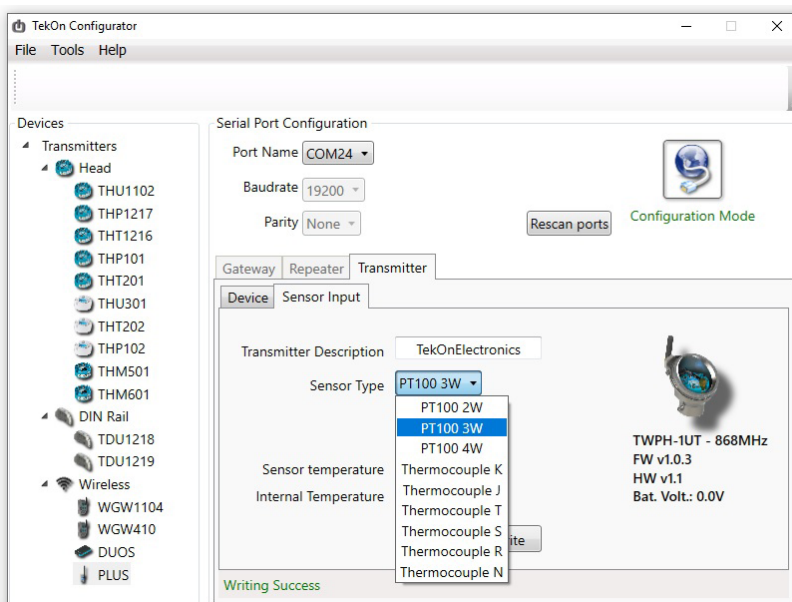 TekOn Configurator
File Tools Help
Devices
Transmitters
Head
THU1102
THP1217
THT1216
THP101
THT201
THU301
THT202
THP102
THM501
THM601
DIN Rail
TDU1218
TDU1219
Wireless
WGW1104
WGW410
DUOS
PLUS
Serial Port Configuration
Port Name COM24
Baudrate 19200
Parity None
Rescan ports
Configuration Mode
Gateway Repeater Transmitter
Device Sensor Input
Transmitter Description TekOnElectronics
Sensor Type PT100 3W
PT100 2W
PT100 3W
PT100 4W
Thermocouple K
Thermocouple J
Thermocouple T
Thermocouple S
Thermocouple R
Thermocouple N
Sensor temperature
Internal Temperature
TWPH-1UT - 868MHz
FW v1.0.3
HW v1.1
Bat. Volt.: 0.0V
Writing Success